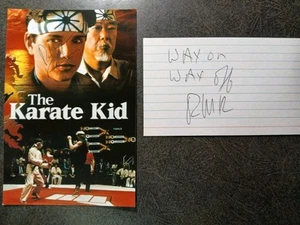 The
Karate Kid
WAX on
WAX off
RMK